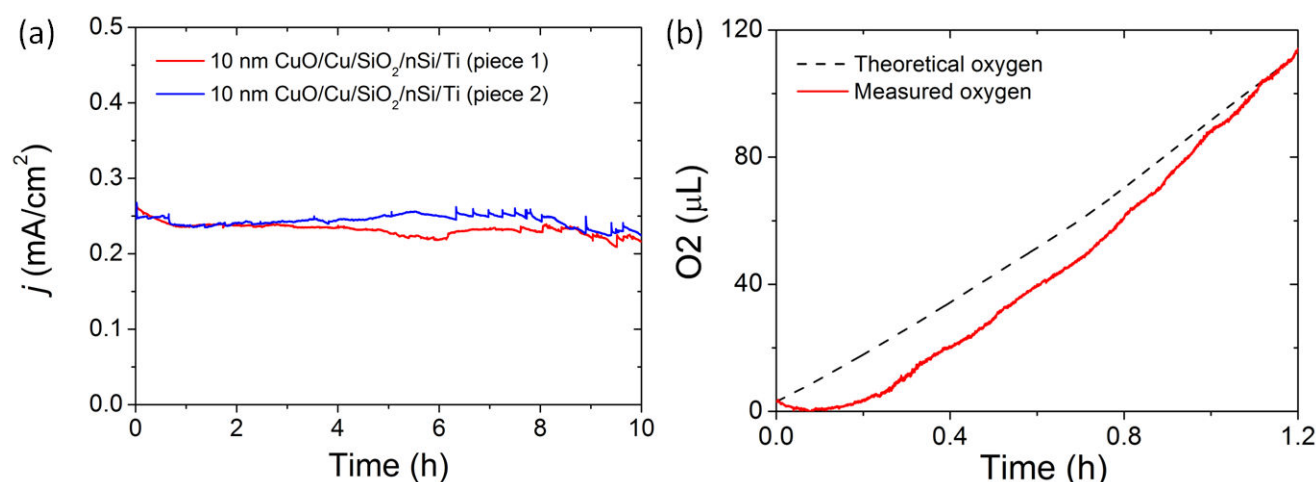 (a)
0.5
0.4
0.3
0.2
0.1
0.0
j (mA/cm²)
10 nm CuO/Cu/SiO₂/nSi/Ti (piece 1)
10 nm CuO/Cu/SiO₂/nSi/Ti (piece 2)
0 2 4 6 8 10
Time (h)
(b)
120
80
40
0
O2 (μL)
Theoretical oxygen
Measured oxygen
0.0 0.4 0.8 1.2
Time (h)